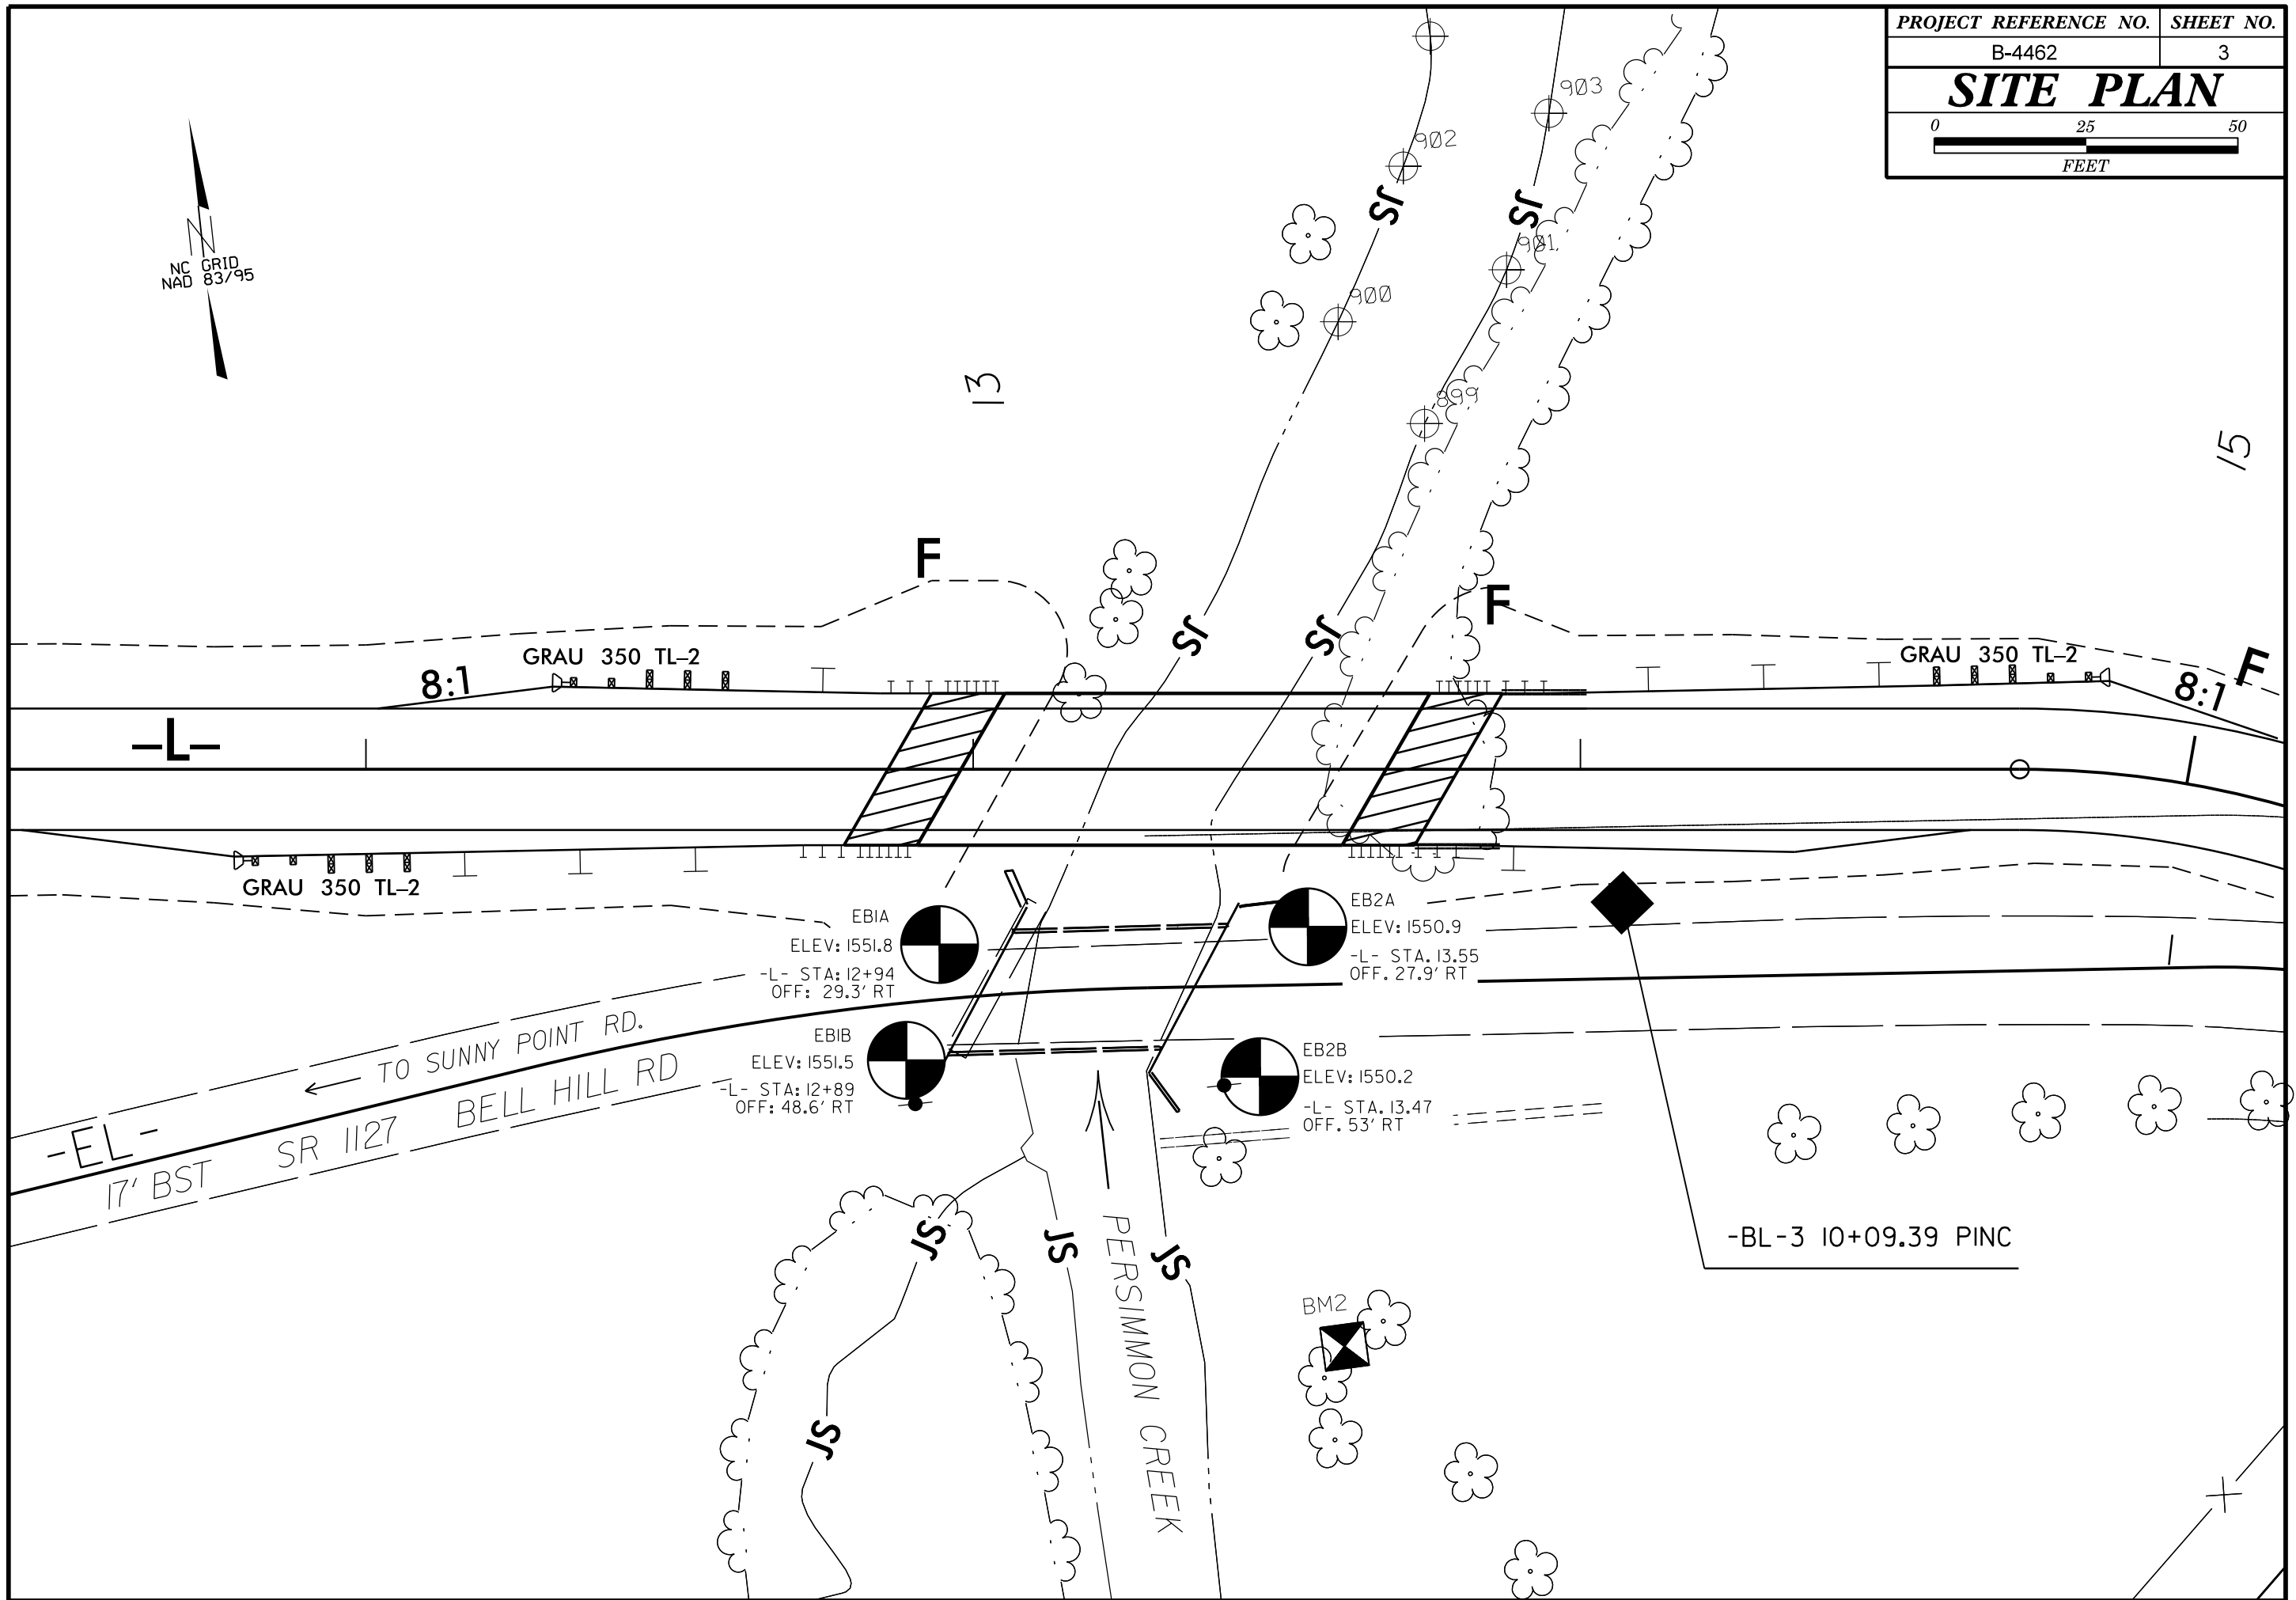 PROJECT REFERENCE NO. SHEET NO.
B-4462 3
SITE PLAN
0 25 50
FEET
903
902
JS JS
901
NC GRID
NAD 83/95
900
13
899
15
F
F
JS JS
GRAU 350 TL-2
GRAU 350 TL-2
F
8:1
8:1
-L-
GRAU 350 TL-2
EB1A
ELEV: 1551.8
-L- STA: 12+94
OFF: 29.3' RT
EB2A
ELEV: 1550.9
-L- STA. 13.55
OFF. 27.9' RT
TO SUNNY POINT RD.
EB1B
ELEV: 1551.5
-L- STA: 12+89
OFF: 48.6' RT
EB2B
ELEV: 1550.2
-L- STA. 13.47
OFF. 53' RT
-EL-
17' BST SR 1127 BELL HILL RD
JS JS JS
PERSIMMON CREEK
-BL-3 10+09.39 PINC
BM2
JS